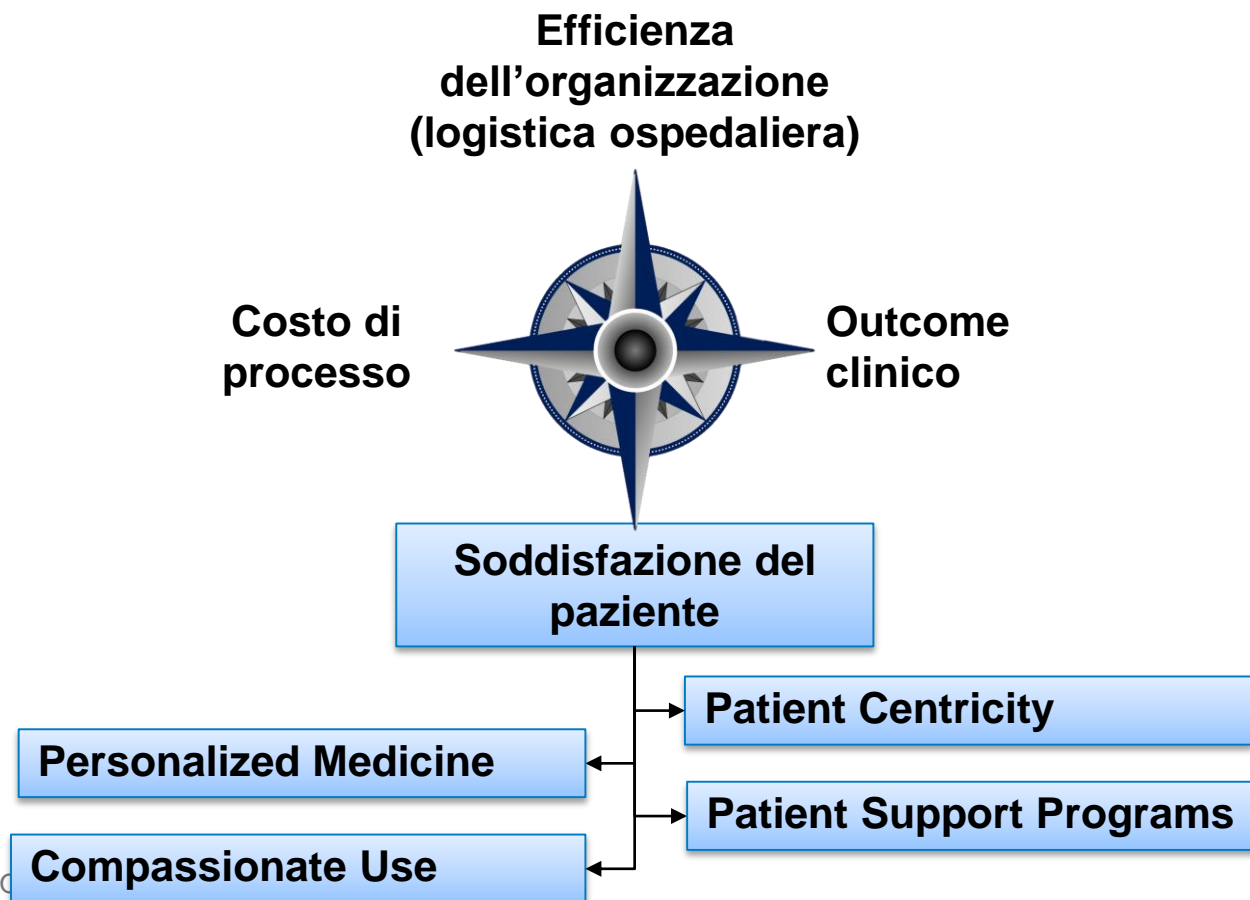 Efficienza
dell’organizzazione
(logistica ospedaliera)
Costo di
processo
Outcome
clinico
Soddisfazione del
paziente
Patient Centricity
Personalized Medicine
Patient Support Programs
Compassionate Use